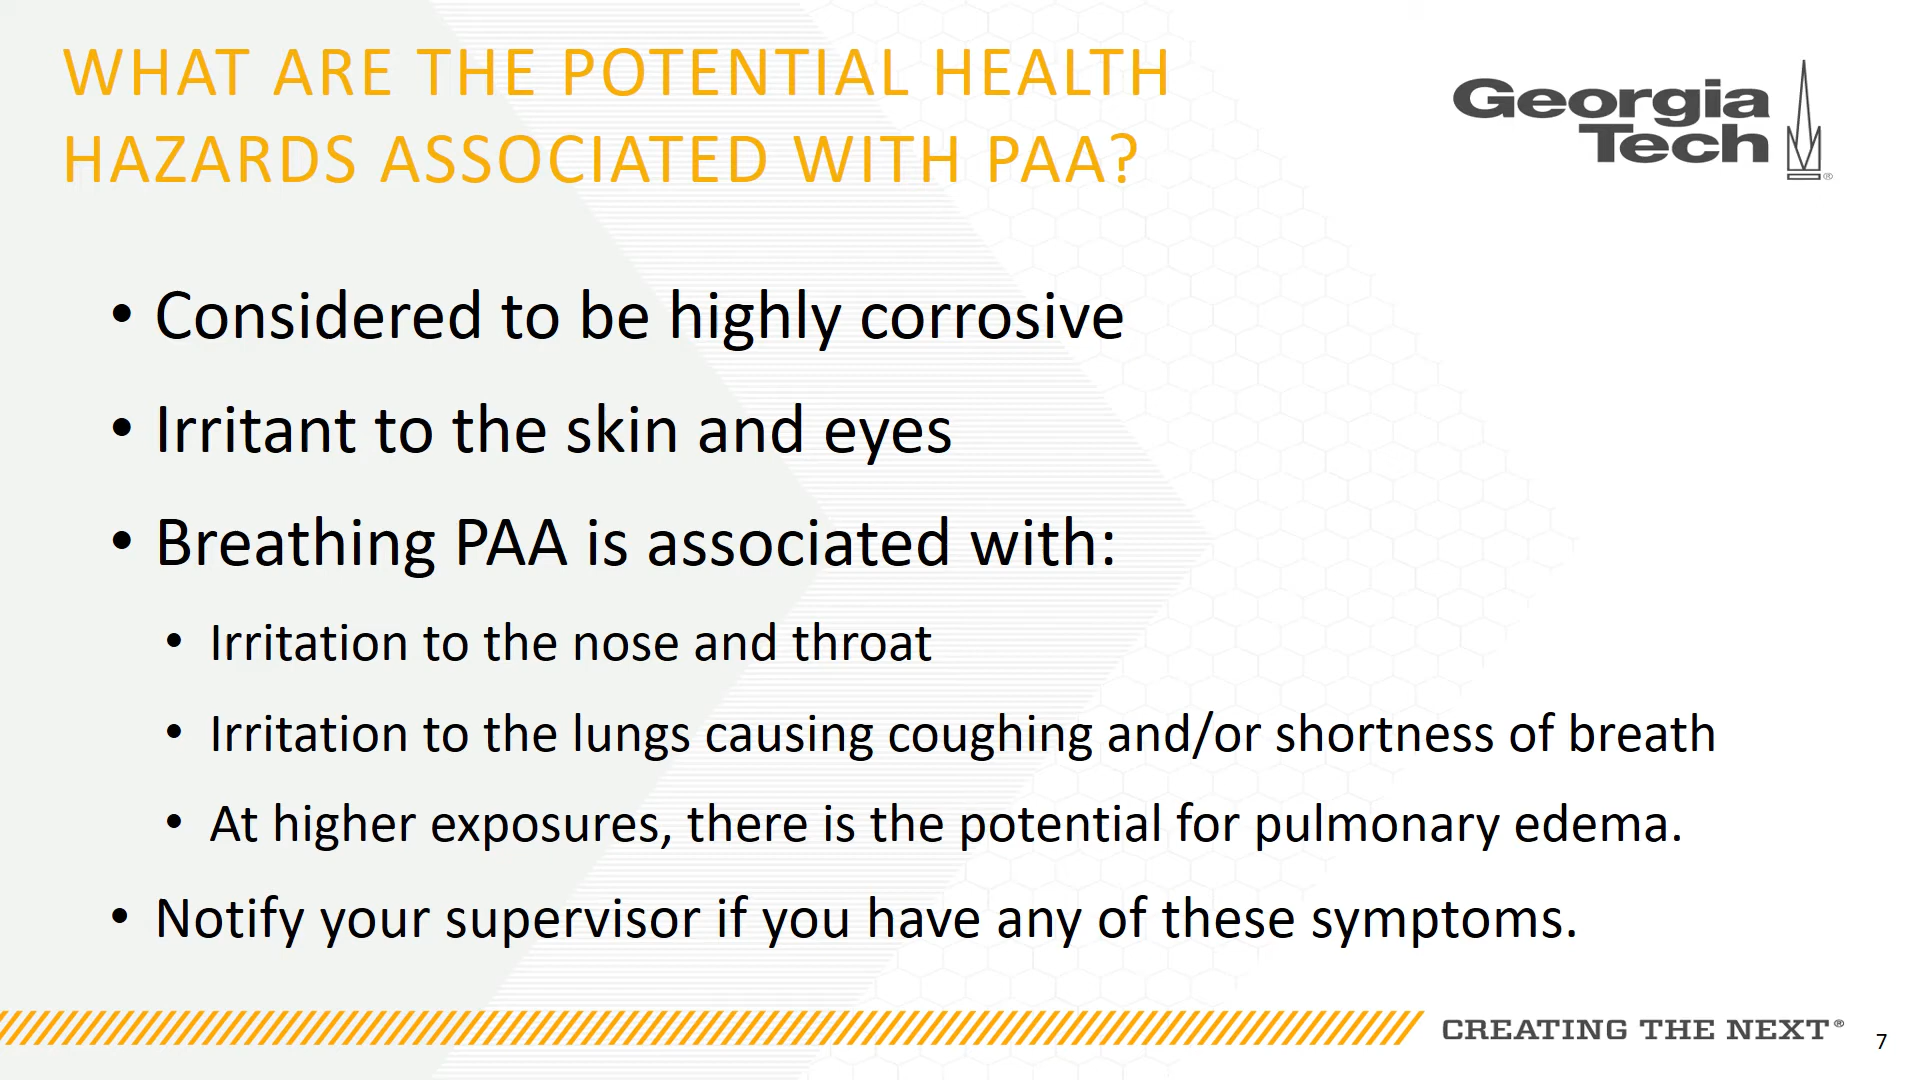 WHAT ARE THE POTENTIAL HEALTH
HAZARDS ASSOCIATED WITH PAA?
Georgia
Tech
®
• Considered to be highly corrosive
• Irritant to the skin and eyes
• Breathing PAA is associated with:
• Irritation to the nose and throat
• Irritation to the lungs causing coughing and/or shortness of breath
• At higher exposures, there is the potential for pulmonary edema.
• Notify your supervisor if you have any of these symptoms.
CREATING THE NEXT®
7